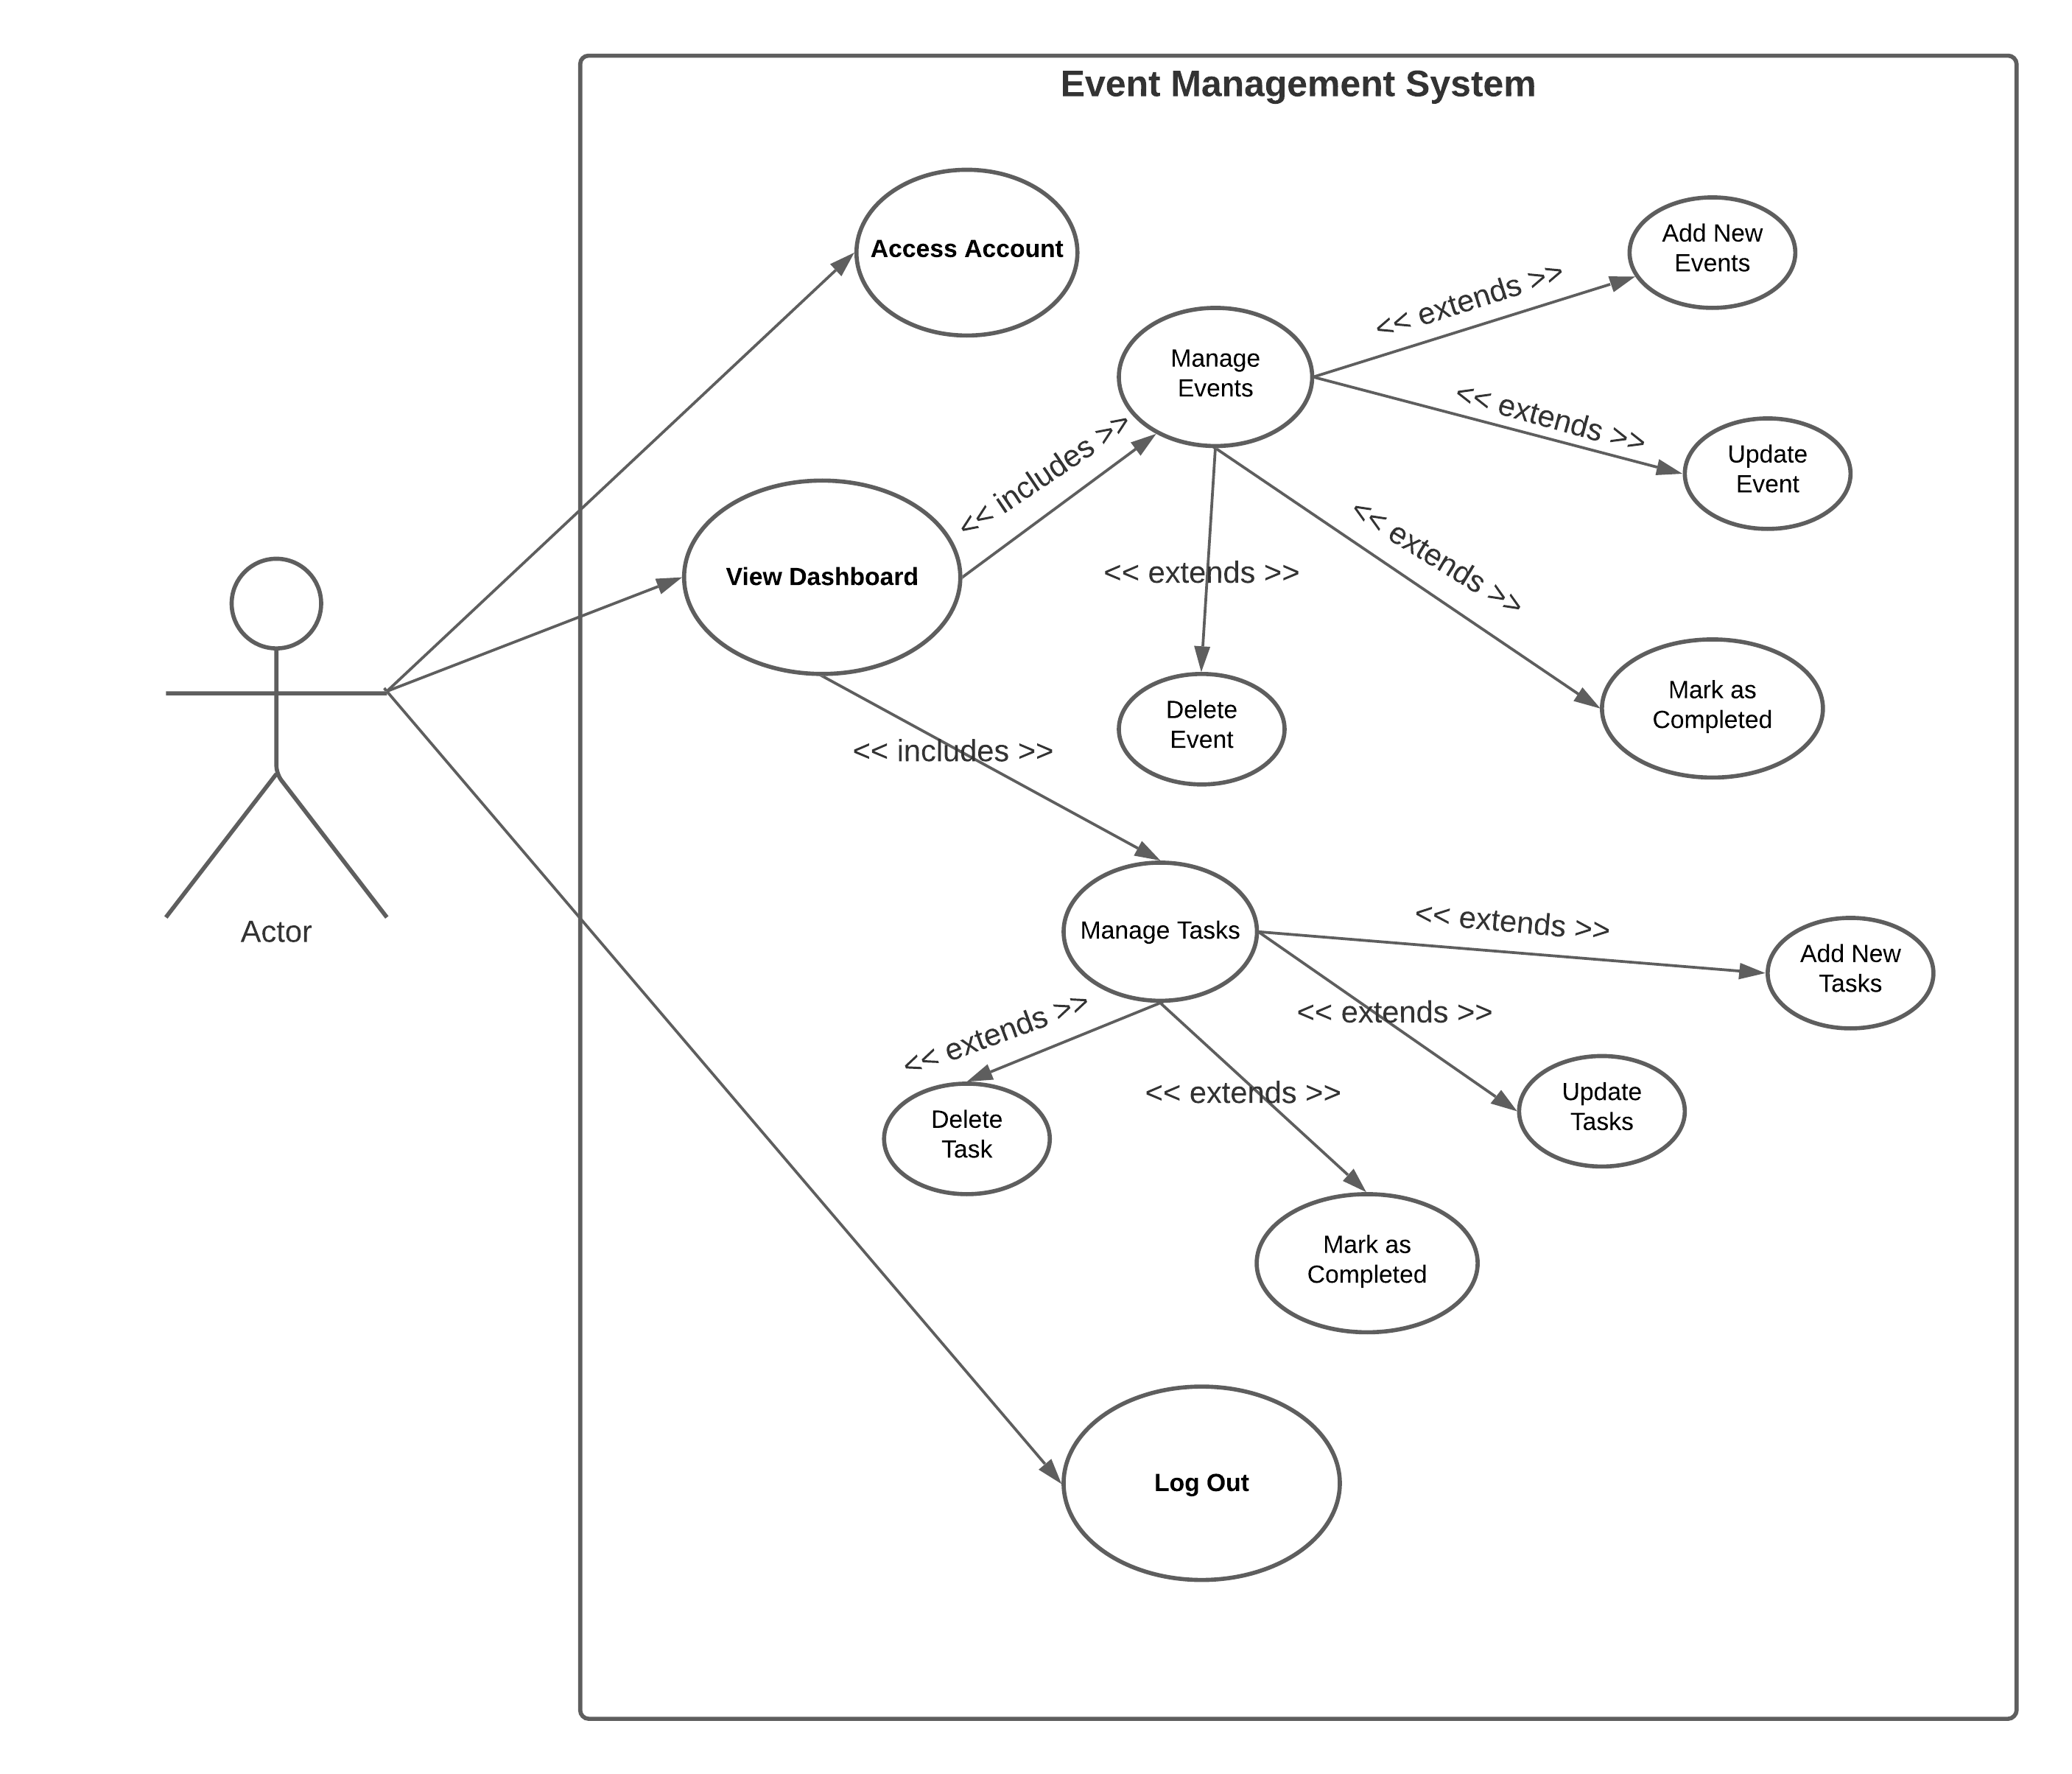 Event Management System
Access Account
Add New
Events
<< extends >>
Manage
Events
<< extends >>
Update
Event
<< includes >>
<< extends >>
View Dashboard
<< extends >>
Delete
Event
Mark as
Completed
<< includes >>
Actor
Manage Tasks
<< extends >>
Add New
Tasks
<< extends >>
<< extends >>
<< extends >>
Update
Tasks
Delete
Task
Mark as
Completed
Log Out